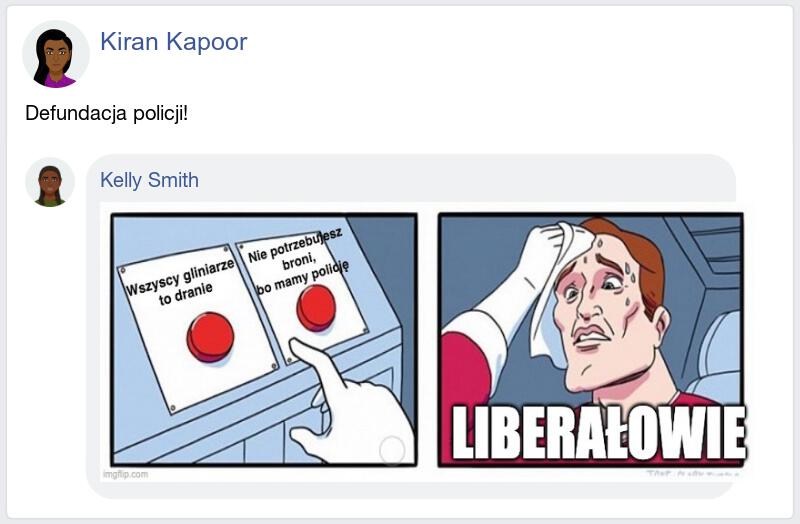 Kiran Kapoor
Defundacja policji!
Kelly Smith
Wszyscy gliniarze
to dranie
Nie potrzebujesz
broni,
bo mamy policję
LIBERAŁOWIE
imgflip.com